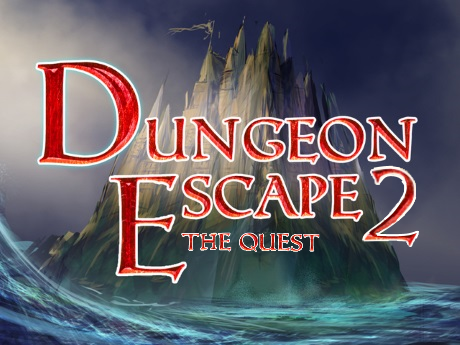 DUNGEON
ESCAPE 2
THE QUEST